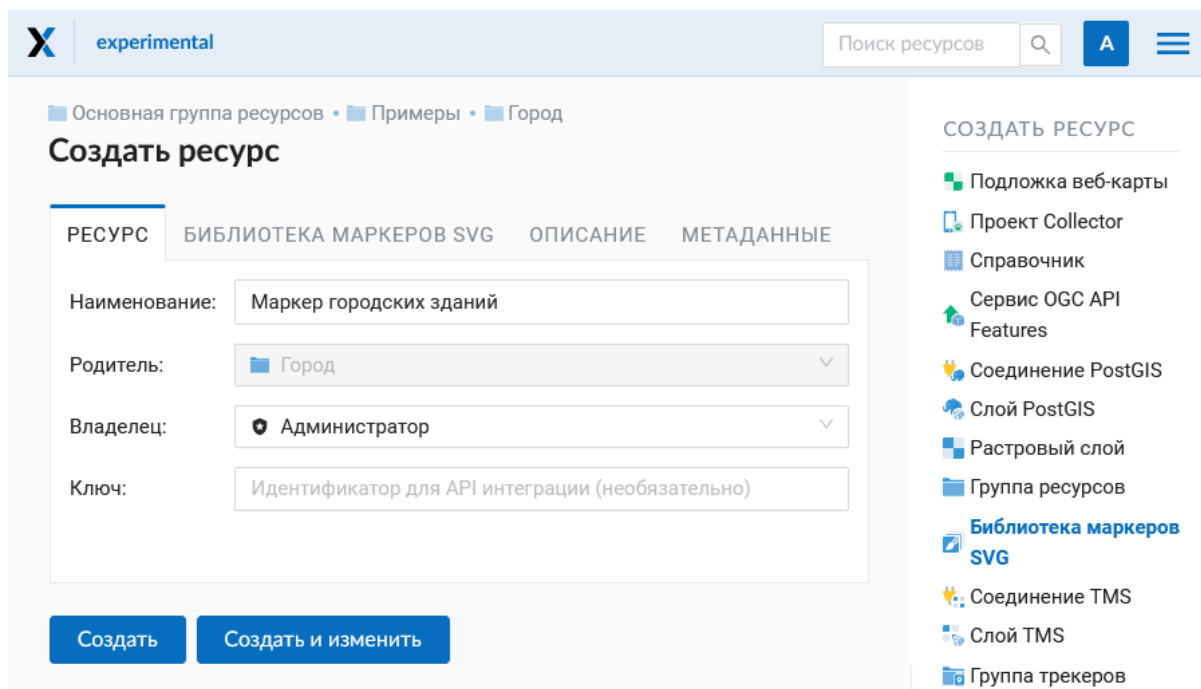 experimental
Поиск ресурсов
A
Основная группа ресурсов • Примеры • Город
Создать ресурс
РЕСУРС БИБЛИОТЕКА МАРКЕРОВ SVG ОПИСАНИЕ МЕТАДАННЫЕ
Наименование: Маркер городских зданий
Родитель: Город
Владелец: Администратор
Ключ: Идентификатор для API интеграции (необязательно)
Создать Создать и изменить
СОЗДАТЬ РЕСУРС
Подложка веб-карты
Проект Collector
Справочник
Сервис OGC API
Features
Соединение PostGIS
Слой PostGIS
Растровый слой
Группа ресурсов
Библиотека маркеров
SVG
Соединение TMS
Слой TMS
Группа трекеров